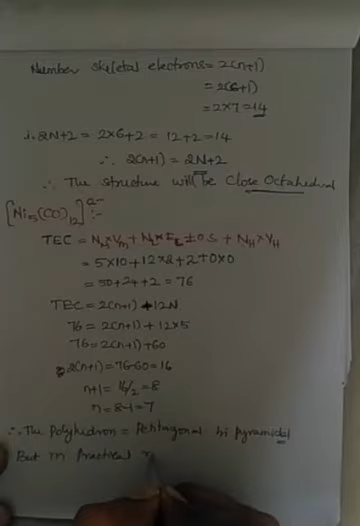 Number skeletal electrons = 2(n+1)
= 2(6+1)
= 2×7 = 14
∴ 2N+2 = 2×6+2 = 12+2 = 14
∴ 2(n+1) = 2N+2
∴ The structure will be Close Octahedral
[Ni5(CO)12]2- :-
TEC = NM×VM + NL×EL ± O.S + NH×VH
= 5×10+12×2+2+0×0
= 50+24+2 = 76
TEC = 2(n+1) + 12N
76 = 2(n+1) + 12×5
76 = 2(n+1) + 60
2(n+1) = 76-60 = 16
n+1 = 16/2 = 8
n = 8-1 = 7
∴ The Polyhedron = Pentagonal bi pyramidal
But in Practical